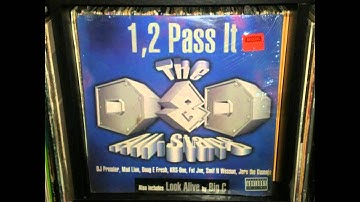 1,2 Pass It
THE
D&D
ALL STARS
DJ Premier, Mad Lion, Doug E Fresh, KRS-One, Fat Joe, Smif N Wessun, Jeru the Damaja
Also Includes Look Alive by Big C